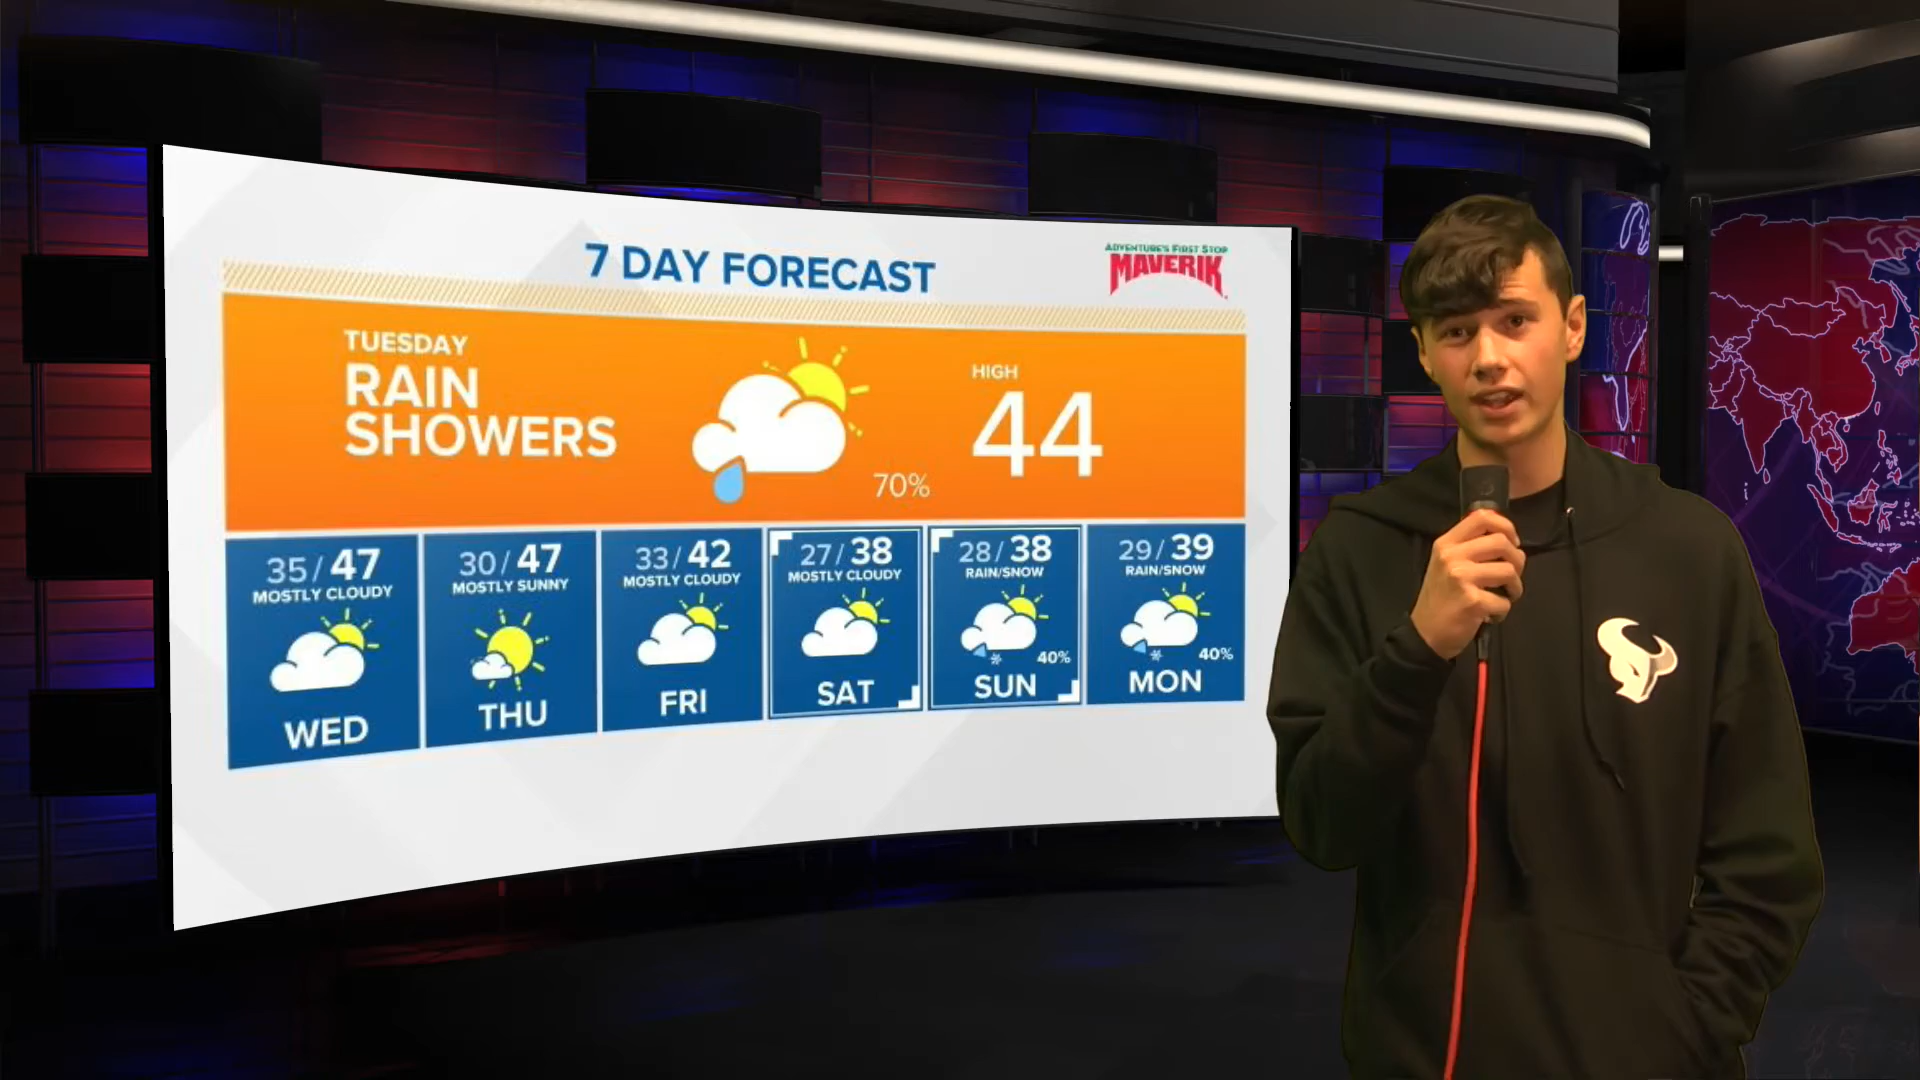 7 DAY FORECAST
ADVENTURE'S FIRST STOP
MAVERIK
TUESDAY
RAIN
SHOWERS
70%
HIGH
44
35/47
MOSTLY CLOUDY
WED
30/47
MOSTLY SUNNY
THU
33/42
MOSTLY CLOUDY
FRI
27/38
MOSTLY CLOUDY
SAT
28/38
RAIN/SNOW
40%
SUN
29/39
RAIN/SNOW
40%
MON